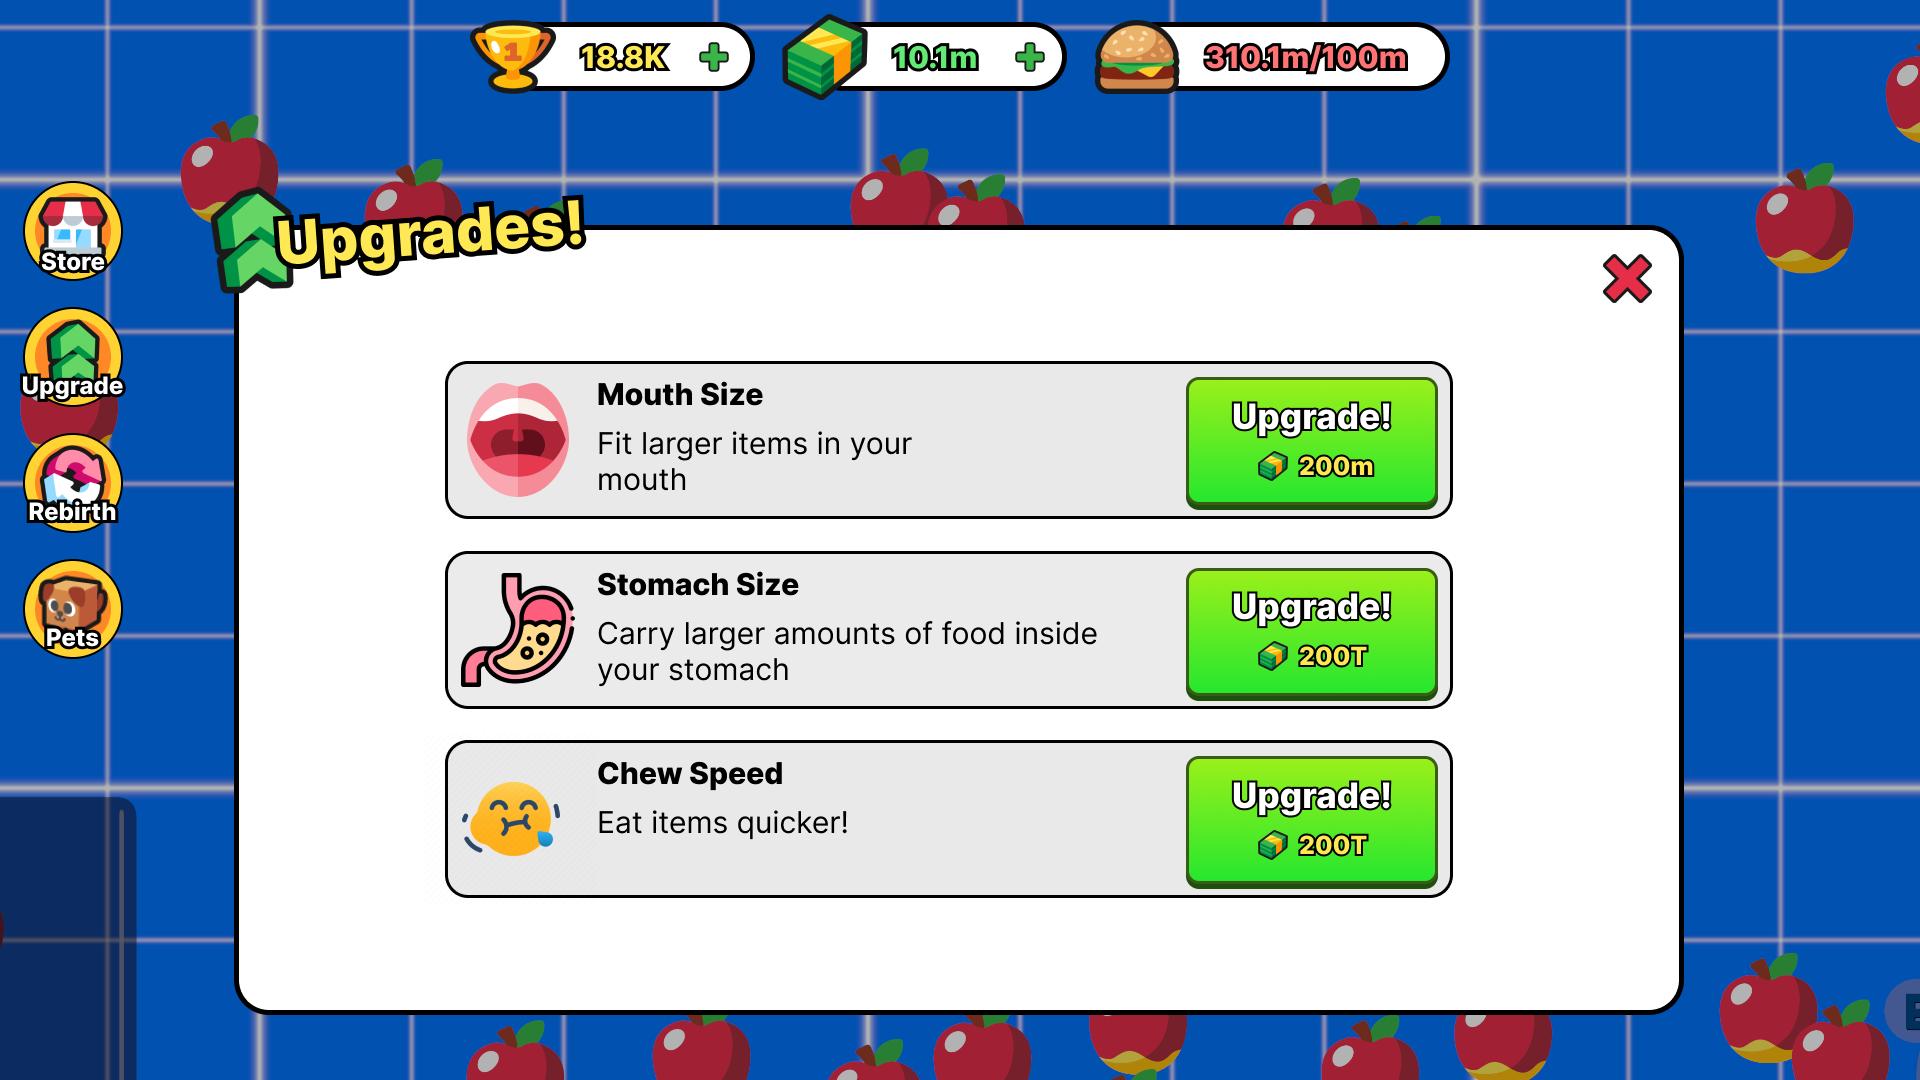 18.8K
10.1m
310.1m/100m
Store
Upgrade
Rebirth
Pets
Upgrades!
Mouth Size
Fit larger items in your
mouth
Upgrade!
200m
Stomach Size
Carry larger amounts of food inside
your stomach
Upgrade!
200T
Chew Speed
Eat items quicker!
Upgrade!
200T